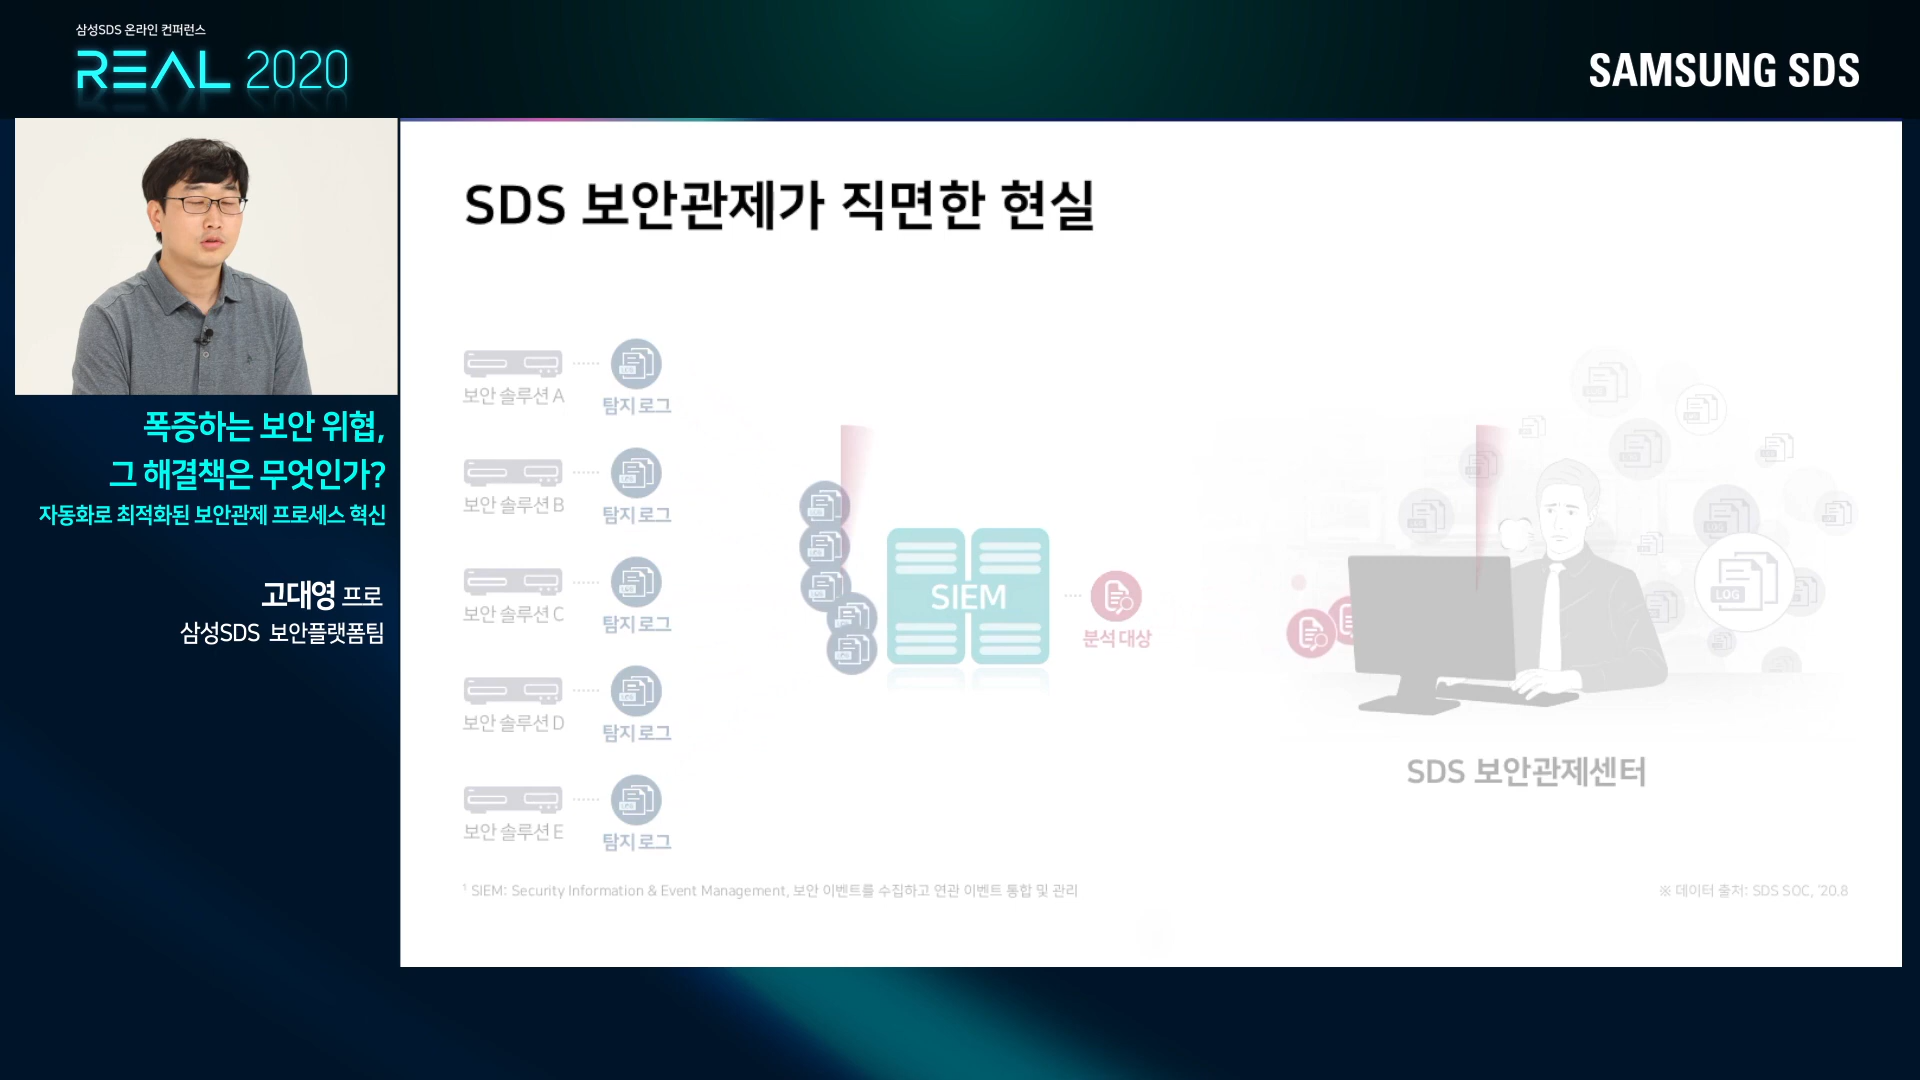 삼성SDS 온라인 컨퍼런스
REAL 2020
SAMSUNG SDS
폭증하는 보안 위협,
그 해결책은 무엇인가?
자동화로 최적화된 보안관제 프로세스 혁신
고대영 프로
삼성SDS 보안플랫폼팀
SDS 보안관제가 직면한 현실
보안 솔루션 A
탐지 로그
보안 솔루션 B
탐지 로그
보안 솔루션 C
탐지 로그
보안 솔루션 D
탐지 로그
보안 솔루션 E
탐지 로그
SIEM
분석 대상
LOG
LOG
SDS 보안관제센터
¹ SIEM: Security Information & Event Management, 보안 이벤트를 수집하고 연관 이벤트 통합 및 관리
※ 데이터 출처: SDS SOC, ‘20.8